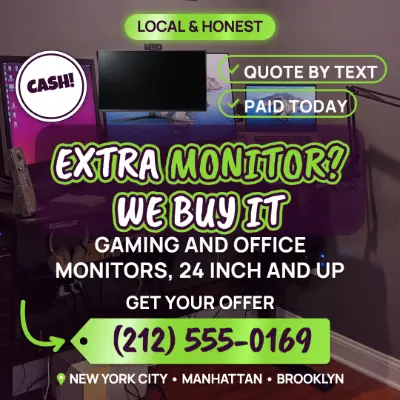 LOCAL & HONEST
CASH!
✓ QUOTE BY TEXT
✓ PAID TODAY
EXTRA MONITOR?
WE BUY IT
GAMING AND OFFICE
MONITORS, 24 INCH AND UP
GET YOUR OFFER
(212) 555-0169
NEW YORK CITY • MANHATTAN • BROOKLYN